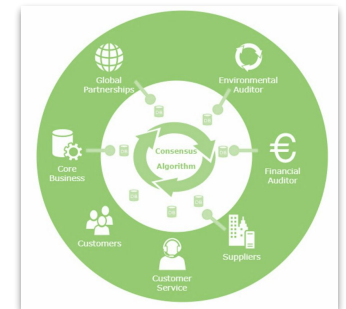 Global
Partnerships
Environmental
Auditor
Consensus
Algorithm
Core
Business
€
Financial
Auditor
Customers
Suppliers
Customer
Service